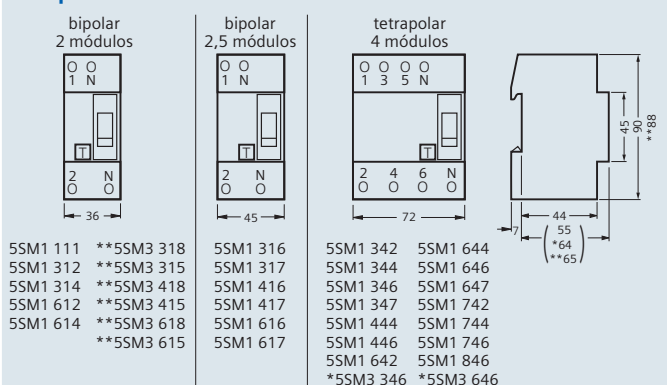 bipolar
2 módulos
O O
1 N
T
2 N
O O
36
5SM1 111 **5SM3 318
5SM1 312 **5SM3 315
5SM1 314 **5SM3 418
5SM1 612 **5SM3 415
5SM1 614 **5SM3 618
**5SM3 615
bipolar
2,5 módulos
O O
1 N
T
2 N
O O
45
5SM1 316
5SM1 317
5SM1 416
5SM1 417
5SM1 616
5SM1 617
tetrapolar
4 módulos
O O O O
1 3 5 N
T
2 4 6 N
O O O O
72
5SM1 342 5SM1 644
5SM1 344 5SM1 646
5SM1 346 5SM1 647
5SM1 347 5SM1 742
5SM1 444 5SM1 744
5SM1 446 5SM1 746
5SM1 642 5SM1 846
*5SM3 346 *5SM3 646
45
90
**88
7
44
55
*64
**65